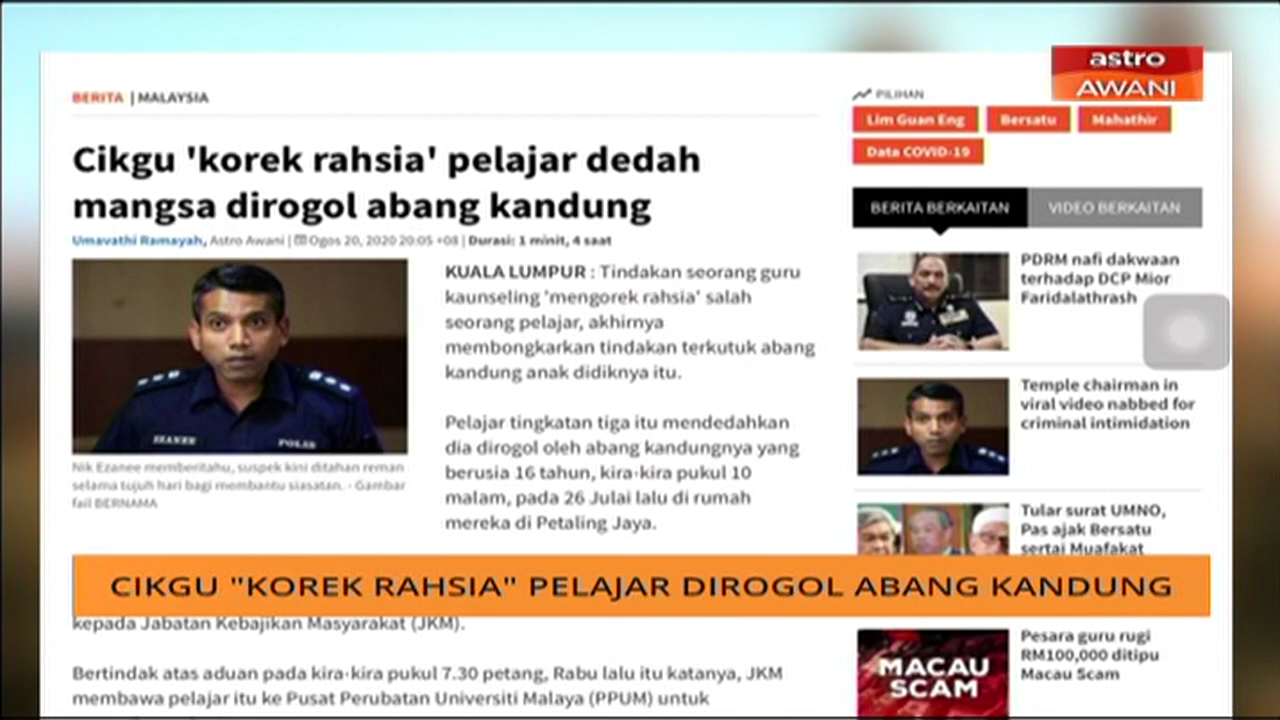 astro
AWANI
BERITA | MALAYSIA
Cikgu 'korek rahsia' pelajar dedah
mangsa dirogol abang kandung
Umavathi Ramayah, Astro Awani | Ogos 20, 2020 20:05 +08 | Durasi: 1 minit, 4 saat
EZANEE
POLIS
Nik Ezanee memberitahu, suspek kini ditahan reman
selama tujuh hari bagi membantu siasatan. - Gambar
fail BERNAMA
KUALA LUMPUR : Tindakan seorang guru
kaunseling 'mengorek rahsia' salah
seorang pelajar, akhirnya
membongkarkan tindakan terkutuk abang
kandung anak didiknya itu.
Pelajar tingkatan tiga itu mendedahkan
dia dirogol oleh abang kandungnya yang
berusia 16 tahun, kira-kira pukul 10
malam, pada 26 Julai lalu di rumah
mereka di Petaling Jaya.
CIKGU "KOREK RAHSIA" PELAJAR DIROGOL ABANG KANDUNG
kepada Jabatan Kebajikan Masyarakat (JKM).
Bertindak atas aduan pada kira-kira pukul 7.30 petang, Rabu lalu itu katanya, JKM
membawa pelajar itu ke Pusat Perubatan Universiti Malaya (PPUM) untuk
PILIHAN
Lim Guan Eng Bersatu Mahathir
Data COVID-19
BERITA BERKAITAN VIDEO BERKAITAN
PDRM nafi dakwaan
terhadap DCP Mior
Faridalathrash
Temple chairman in
viral video nabbed for
criminal intimidation
Tular surat UMNO,
Pas ajak Bersatu
sertai Muafakat
MACAU
SCAM
Pesara guru rugi
RM100,000 ditipu
Macau Scam